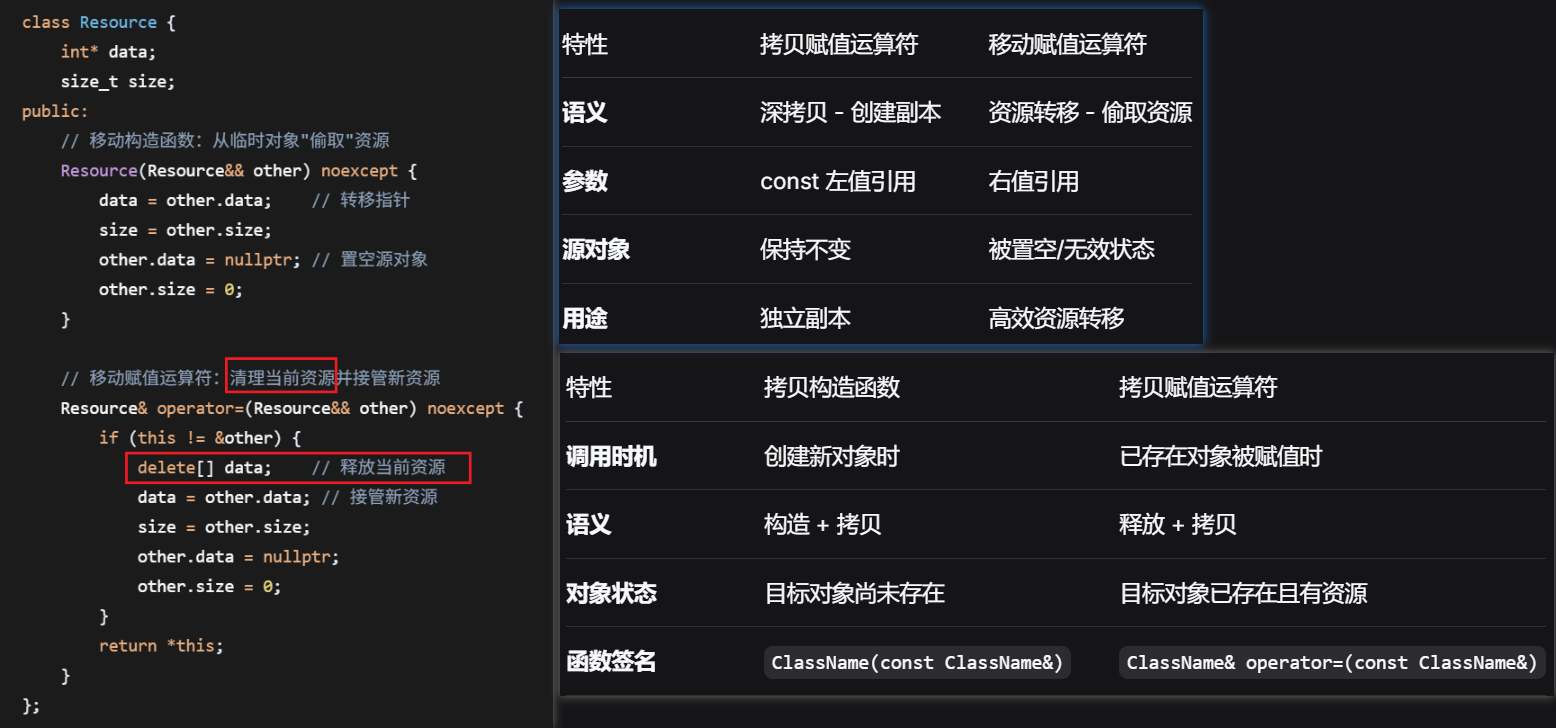 class Resource {
int* data;
size_t size;
public:
// 移动构造函数：从临时对象"偷取"资源
Resource(Resource&& other) noexcept {
data = other.data;    // 转移指针
size = other.size;
other.data = nullptr; // 置空源对象
other.size = 0;
}
// 移动赋值运算符：清理当前资源并接管新资源
Resource& operator=(Resource&& other) noexcept {
if (this != &other) {
delete[] data;    // 释放当前资源
data = other.data; // 接管新资源
size = other.size;
other.data = nullptr;
other.size = 0;
}
return *this;
}
};
特性 拷贝赋值运算符 移动赋值运算符
语义 深拷贝 - 创建副本 资源转移 - 偷取资源
参数 const 左值引用 右值引用
源对象 保持不变 被置空/无效状态
用途 独立副本 高效资源转移
特性 拷贝构造函数 拷贝赋值运算符
调用时机 创建新对象时 已存在对象被赋值时
语义 构造 + 拷贝 释放 + 拷贝
对象状态 目标对象尚未存在 目标对象已存在且有资源
函数签名 ClassName(const ClassName&) ClassName& operator=(const ClassName&)